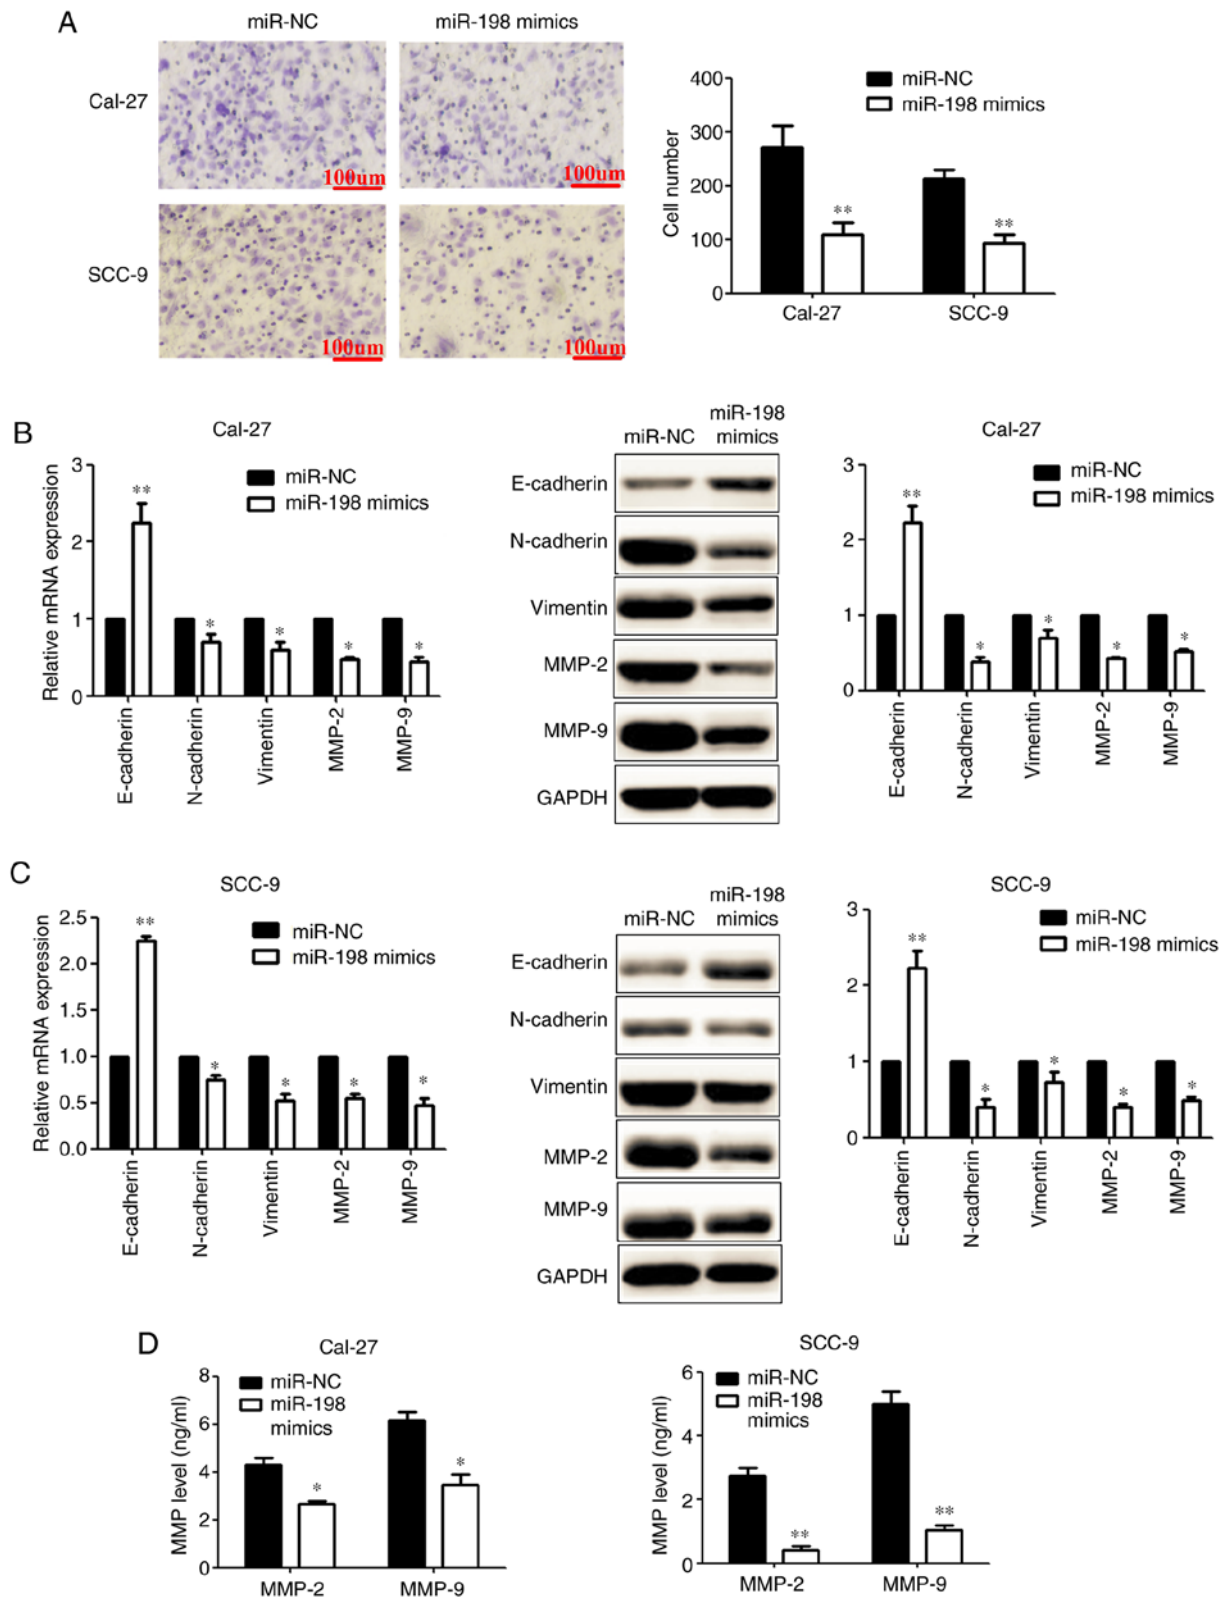 A
miR-NC
miR-198 mimics
Cal-27
100um
100um
SCC-9
100um
100um
Cell number
400
300
200
100
0
miR-NC
miR-198 mimics
**
**
Cal-27
SCC-9
B
Cal-27
Relative mRNA expression
3
2
1
0
miR-NC
miR-198 mimics
**
*
*
*
*
E-cadherin
N-cadherin
Vimentin
MMP-2
MMP-9
miR-NC
miR-198
mimics
E-cadherin
N-cadherin
Vimentin
MMP-2
MMP-9
GAPDH
Cal-27
3
2
1
0
miR-NC
miR-198 mimics
**
*
*
*
*
E-cadherin
N-cadherin
Vimentin
MMP-2
MMP-9
C
SCC-9
Relative mRNA expression
2.5
2.0
1.5
1.0
0.5
0.0
miR-NC
miR-198 mimics
**
*
*
*
*
E-cadherin
N-cadherin
Vimentin
MMP-2
MMP-9
miR-NC
miR-198
mimics
E-cadherin
N-cadherin
Vimentin
MMP-2
MMP-9
GAPDH
SCC-9
3
2
1
0
miR-NC
miR-198 mimics
**
*
*
*
*
E-cadherin
N-cadherin
Vimentin
MMP-2
MMP-9
D
Cal-27
MMP level (ng/ml)
8
6
4
2
0
miR-NC
miR-198
mimics
*
*
MMP-2
MMP-9
SCC-9
MMP level (ng/ml)
6
4
2
0
miR-NC
miR-198
mimics
**
**
MMP-2
MMP-9